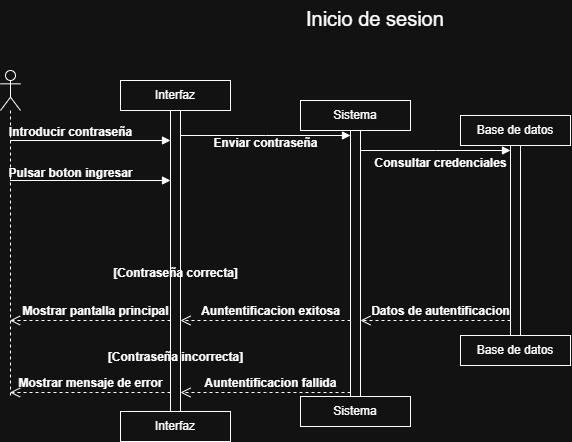 Inicio de sesion
Interfaz
Sistema
Base de datos
Introducir contraseña
Enviar contraseña
Consultar credenciales
Pulsar boton ingresar
[Contraseña correcta]
Mostrar pantalla principal
Auntentificacion exitosa
Datos de autentificacion
Base de datos
[Contraseña incorrecta]
Mostrar mensaje de error
Auntentificacion fallida
Sistema
Interfaz